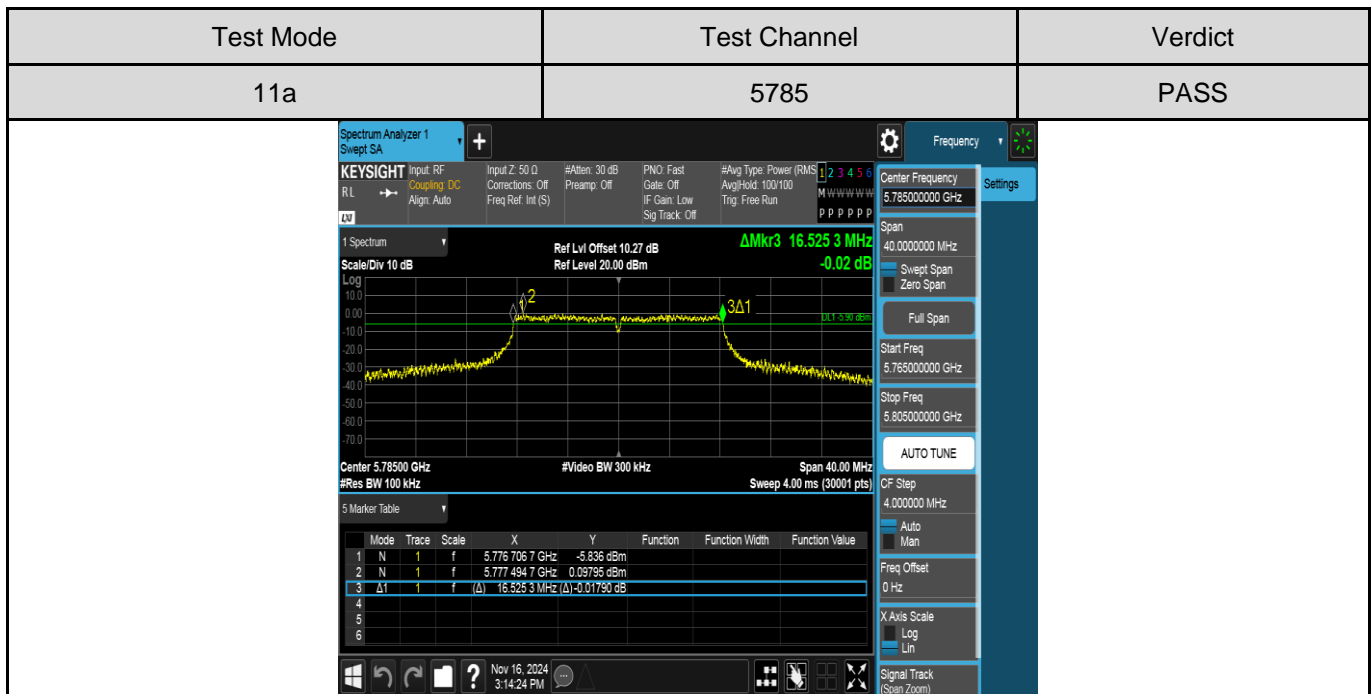 Test Mode Test Channel Verdict
11a 5785 PASS
Spectrum Analyzer 1
Swept SA
+
Frequency
KEYSIGHT
RL
LXI
Input: RF
Coupling: DC
Align: Auto
Input Z: 50 Ω
Corrections: Off
Freq Ref: Int (S)
#Atten: 30 dB
Preamp: Off
PNO: Fast
Gate: Off
IF Gain: Low
Sig Track: Off
#Avg Type: Power (RMS
Avg|Hold: 100/100
Trig: Free Run
1 2 3 4 5 6
M W W W W W
P P P P P P
1 Spectrum
Scale/Div 10 dB
Ref Lvl Offset 10.27 dB
Ref Level 20.00 dBm
ΔMkr3 16.525 3 MHz
-0.02 dB
Log
10.0
0.00
-10.0
-20.0
-30.0
-40.0
-50.0
-60.0
-70.0
2
3Δ1
DL1 -5.90 dBm
Center 5.78500 GHz #Video BW 300 kHz Span 40.00 MHz
#Res BW 100 kHz Sweep 4.00 ms (30001 pts)
5 Marker Table
Mode Trace Scale X Y Function Function Width Function Value
1 N 1 f 5.776 706 7 GHz -5.836 dBm
2 N 1 f 5.777 494 7 GHz 0.09795 dBm
3 Δ1 1 f (Δ) 16.525 3 MHz (Δ) -0.01790 dB
4
5
6
?
Nov 16, 2024
3:14:24 PM
Center Frequency
5.785000000 GHz
Settings
Span
40.0000000 MHz
Swept Span
Zero Span
Full Span
Start Freq
5.765000000 GHz
Stop Freq
5.805000000 GHz
AUTO TUNE
CF Step
4.000000 MHz
Auto
Man
Freq Offset
0 Hz
X Axis Scale
Log
Lin
Signal Track
(Span Zoom)